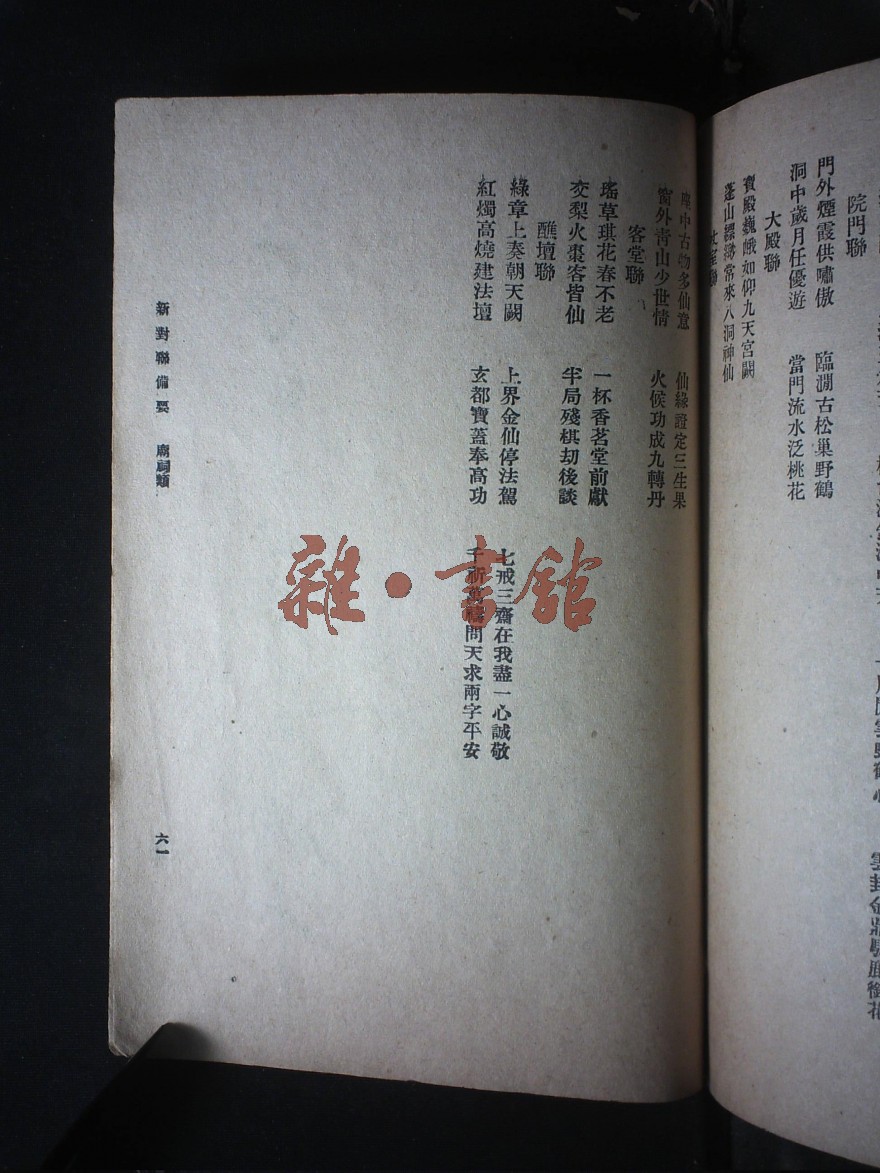 院門聯
門外煙霞供嘯傲 臨澗古松巢野鶴
洞中歲月任優遊 當門流水泛桃花
大殿聯
寶殿巍峨如仰九天宮闕
蓬山縹渺常來八洞神仙
中古物多仙意 仙緣證定三生果
窗外青山少世情 火候功成九轉丹
客堂聯
瑤草琪花春不老 一杯香茗堂前獻
交梨火棗客皆仙 半局殘棋劫後談
醮壇聯
綠章上奏朝天闕 上界金仙停法駕 七戒三齋在我盡一心誠敬
紅燭高燒建法壇 玄都寶蓋奉高功 千祈萬禱問天求兩字平安
新對聯備要 廟祠類
六一
雜·書館